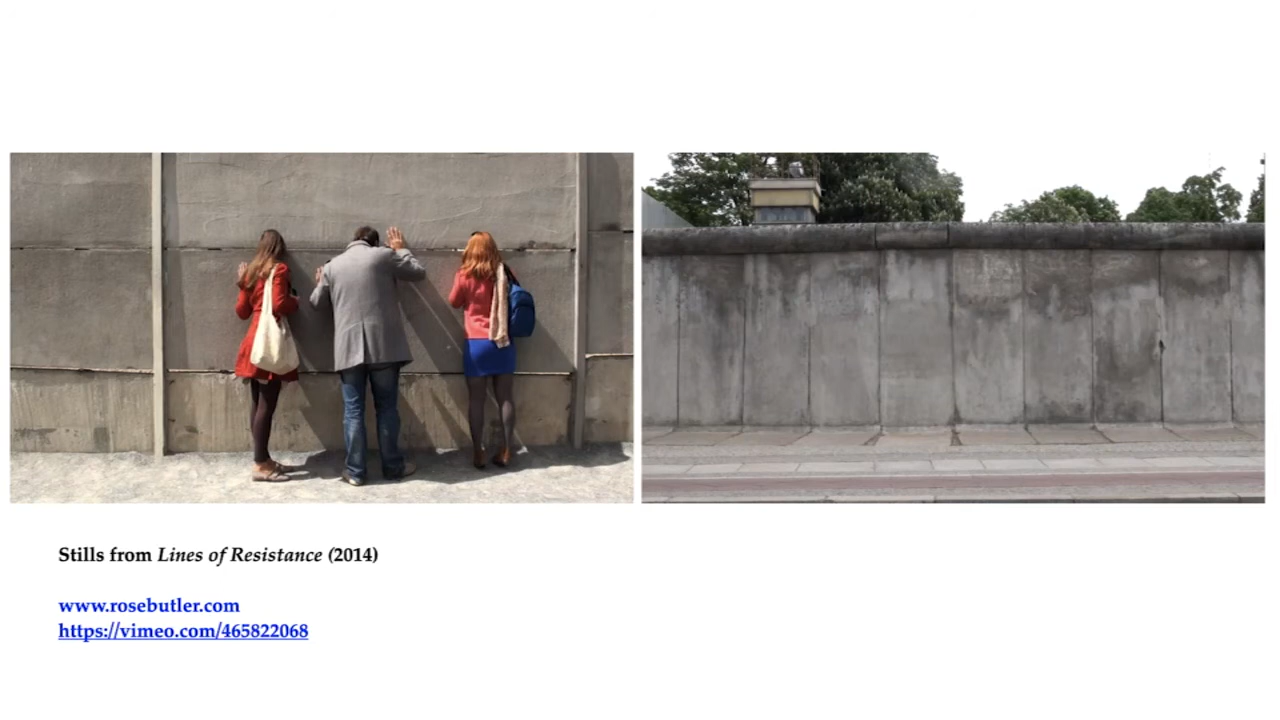 Stills from Lines of Resistance (2014)
www.rosebutler.com
https://vimeo.com/465822068